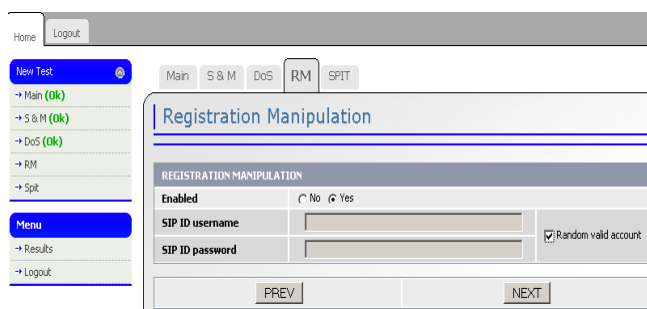 Home Logout
New Test
→ Main (Ok)
→ S & M (Ok)
→ DoS (Ok)
→ RM
→ Spit
Menu
→ Results
→ Logout
Main S & M DoS RM SPIT
Registration Manipulation
REGISTRATION MANIPULATION
Enabled No Yes
SIP ID username
Random valid account
SIP ID password
PREV NEXT